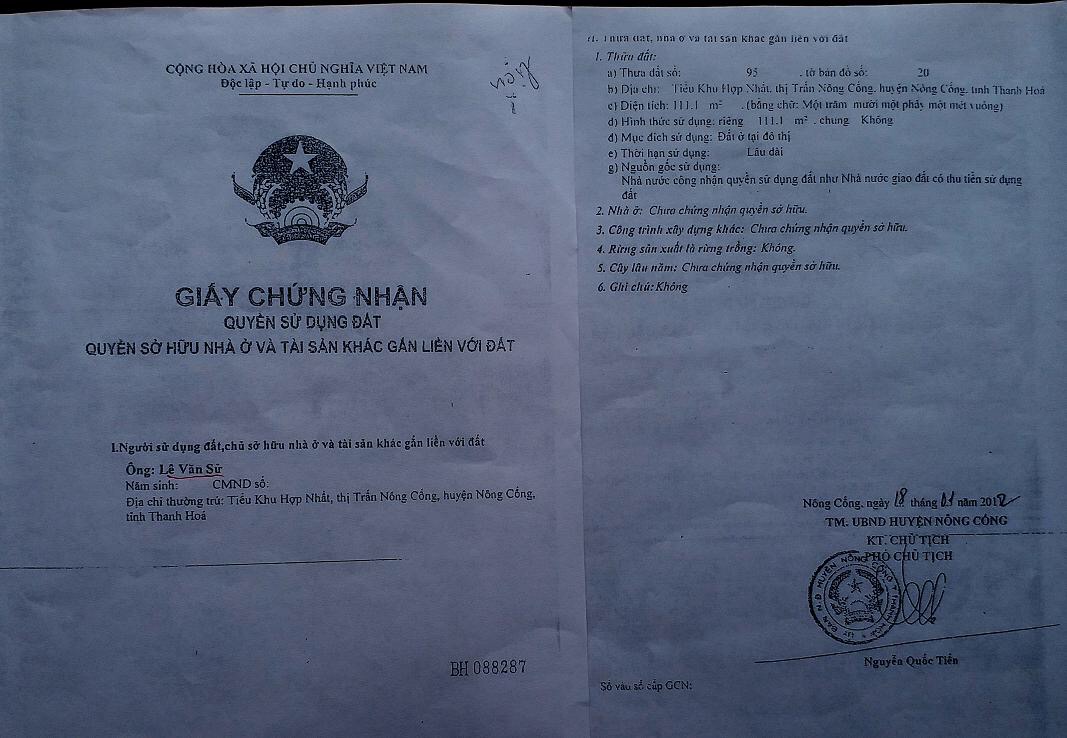 CỘNG HÒA XÃ HỘI CHỦ NGHĨA VIỆT NAM
Độc lập - Tự do - Hạnh phúc
GIẤY CHỨNG NHẬN
QUYỀN SỬ DỤNG ĐẤT
QUYỀN SỞ HỮU NHÀ Ở VÀ TÀI SẢN KHÁC GẮN LIỀN VỚI ĐẤT
I.Người sử dụng đất,chủ sở hữu nhà ở và tài sản khác gắn liền với đất
Ông: Lê Văn Sử
Năm sinh: CMND số:
Địa chỉ thường trú: Tiểu Khu Hợp Nhất, thị Trấn Nông Cống, huyện Nông Cống,
tỉnh Thanh Hoá
BH 088287
II. Thửa đất, nhà ở và tài sản khác gắn liền với đất
1. Thửa đất:
a) Thửa đất số: 95 . tờ bản đồ số: 20
b) Địa chỉ: Tiểu Khu Hợp Nhất, thị Trấn Nông Cống, huyện Nông Cống, tỉnh Thanh Hoá
c) Diện tích: 111.1 m² . (bằng chữ: Một trăm mười một phẩy một mét vuông)
d) Hình thức sử dụng: riêng 111.1 m² . chung Không
đ) Mục đích sử dụng: Đất ở tại đô thị
e) Thời hạn sử dụng: Lâu dài
g) Nguồn gốc sử dụng:
Nhà nước công nhận quyền sử dụng đất như Nhà nước giao đất có thu tiền sử dụng
đất
2. Nhà ở: Chưa chứng nhận quyền sở hữu.
3. Công trình xây dựng khác: Chưa chứng nhận quyền sở hữu.
4. Rừng sản xuất là rừng trồng: Không.
5. Cây lâu năm: Chưa chứng nhận quyền sở hữu.
6. Ghi chú:Không
Nông Cống, ngày 18 tháng 01 năm 2012
TM. UBND HUYỆN NÔNG CỐNG
KT. CHỦ TỊCH
PHÓ CHỦ TỊCH
Nguyễn Quốc Tiến
Số vào sổ cấp GCN: